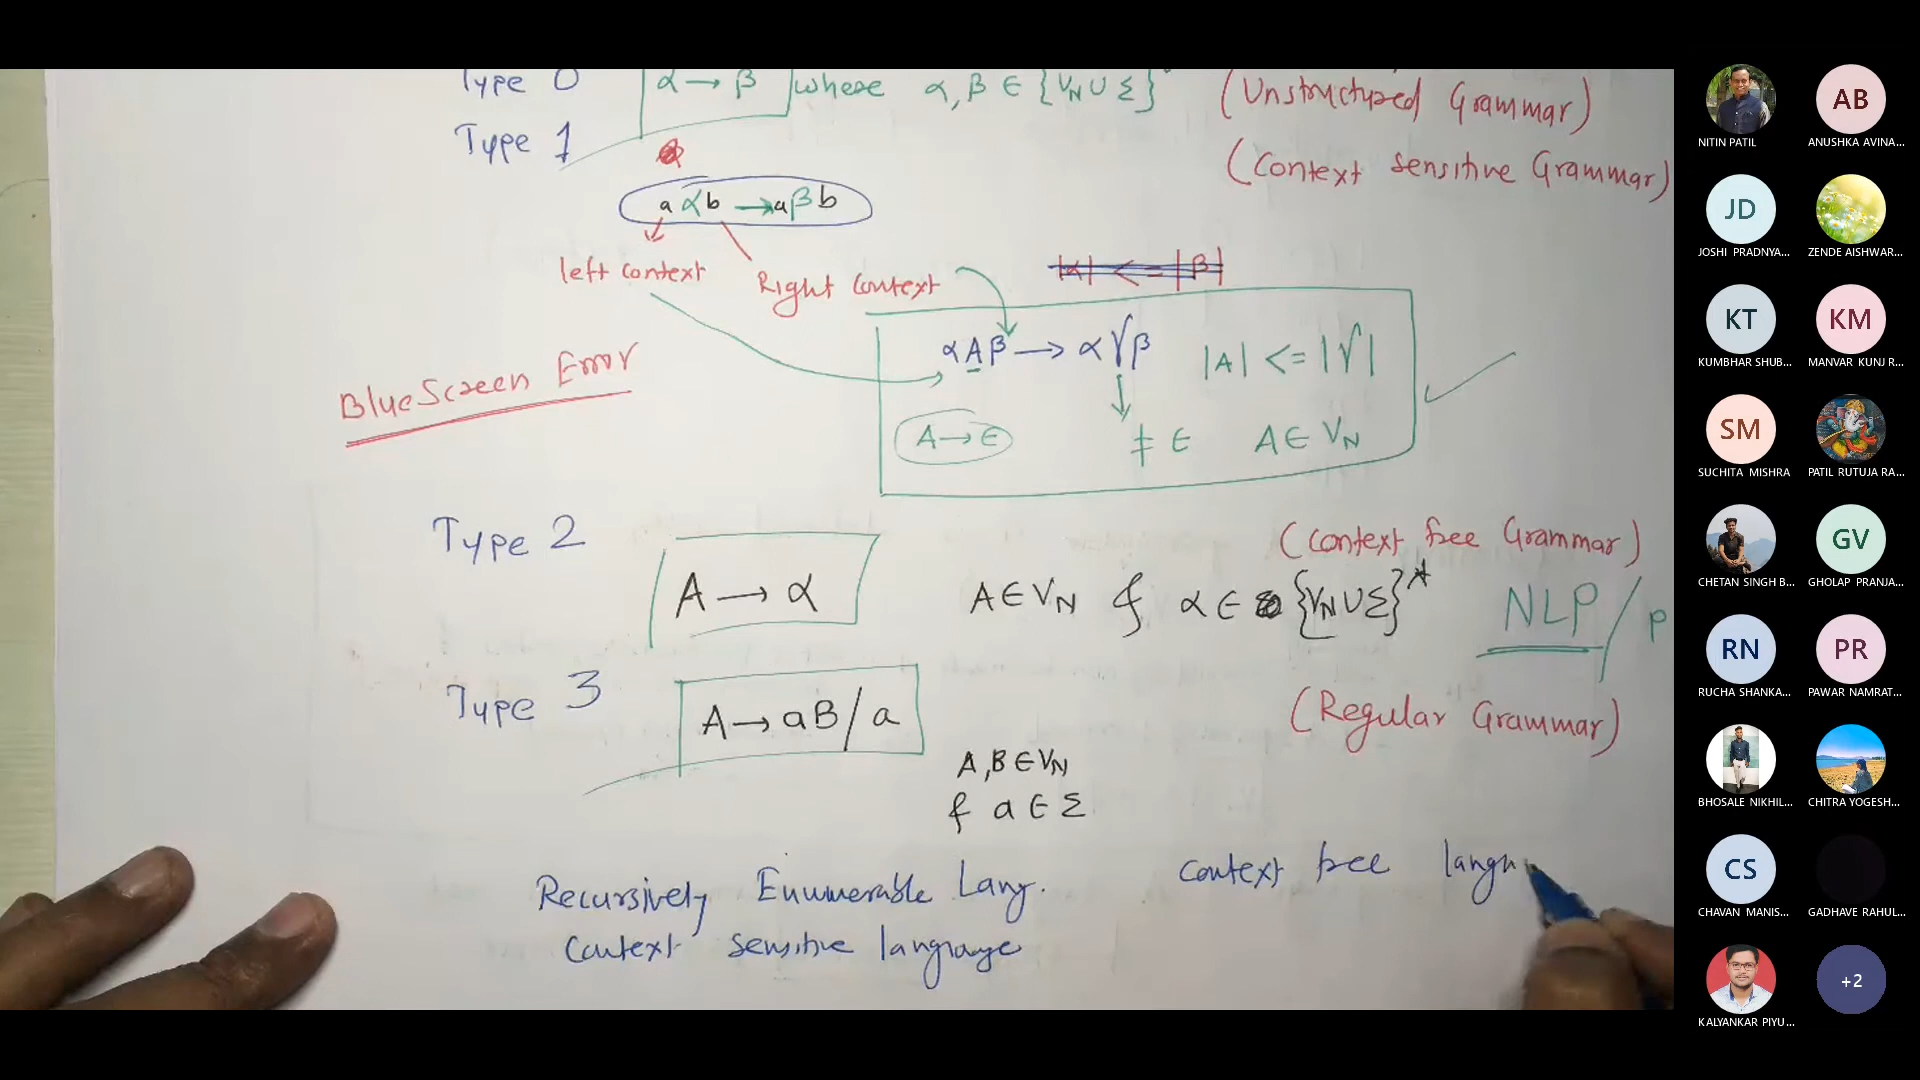 Type 0 α → β where α, β ∈ {VN ∪ Σ}* (Unstructured Grammar)
Type 1 (Context sensitive Grammar)
a α b → a β b
left context Right context |α| <= |β|
αAβ → αγβ |A| <= |γ|
BlueScreen Error
A → ∈ ≠ ∈ A ∈ VN
Type 2 (Context free Grammar)
A → α A ∈ VN & α ∈ {VN ∪ Σ}* NLP / P
Type 3 A → aB / a (Regular Grammar)
A, B ∈ VN
& a ∈ Σ
Recursively Enumerable Lang. Context free langu
Context sensitive language
NITIN PATIL
ANUSHKA AVINA...
JD
AB
JOSHI PRADNYA...
ZENDE AISHWAR...
KT
KM
KUMBHAR SHUB...
MANVAR KUNJ R...
SM
SUCHITA MISHRA
PATIL RUTUJA RA...
GV
CHETAN SINGH B...
GHOLAP PRANJA...
RN
PR
RUCHA SHANKA...
PAWAR NAMRAT...
BHOSALE NIKHIL...
CHITRA YOGESH...
CS
CHAVAN MANIS...
GADHAVE RAHUL...
+2
KALYANKAR PIYU...